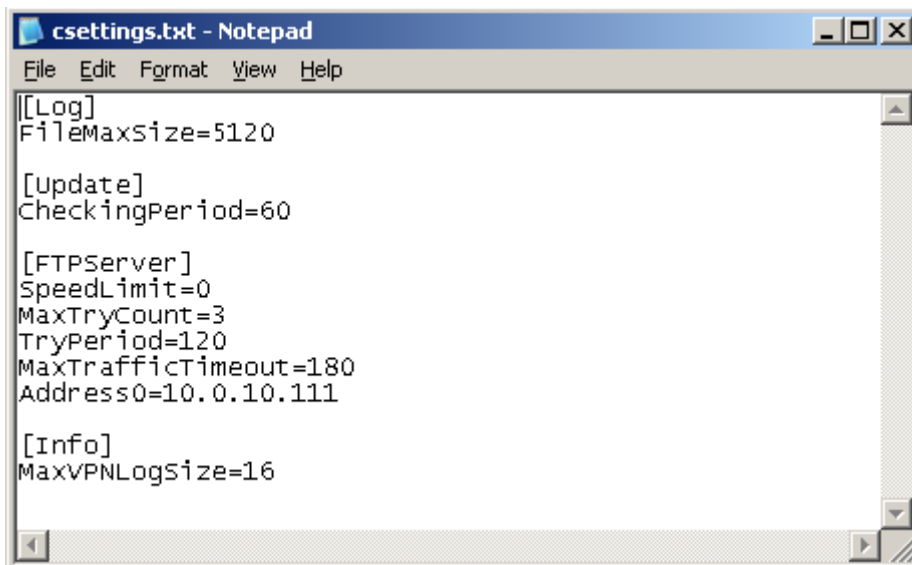 csettings.txt - Notepad
File Edit Format View Help
[Log]
FileMaxSize=5120
[Update]
CheckingPeriod=60
[FTPServer]
SpeedLimit=0
MaxTryCount=3
TryPeriod=120
MaxTrafficTimeout=180
Address0=10.0.10.111
[Info]
MaxVPNLogSize=16